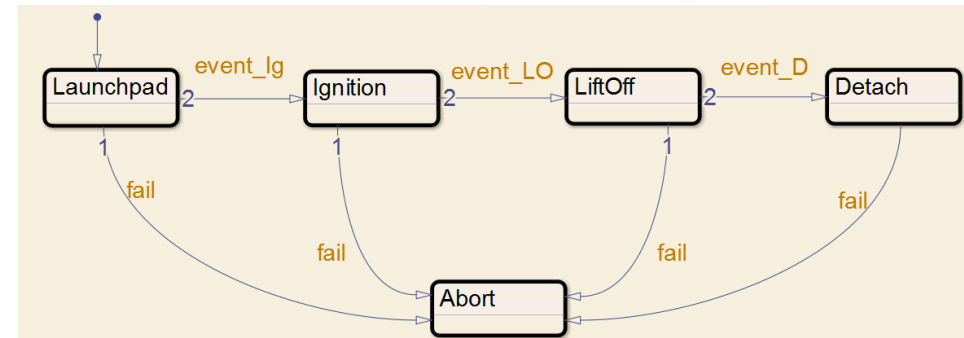 event_Ig
event_LO
event_D
Launchpad
2
Ignition
2
LiftOff
2
Detach
1
1
1
fail
fail
fail
fail
Abort